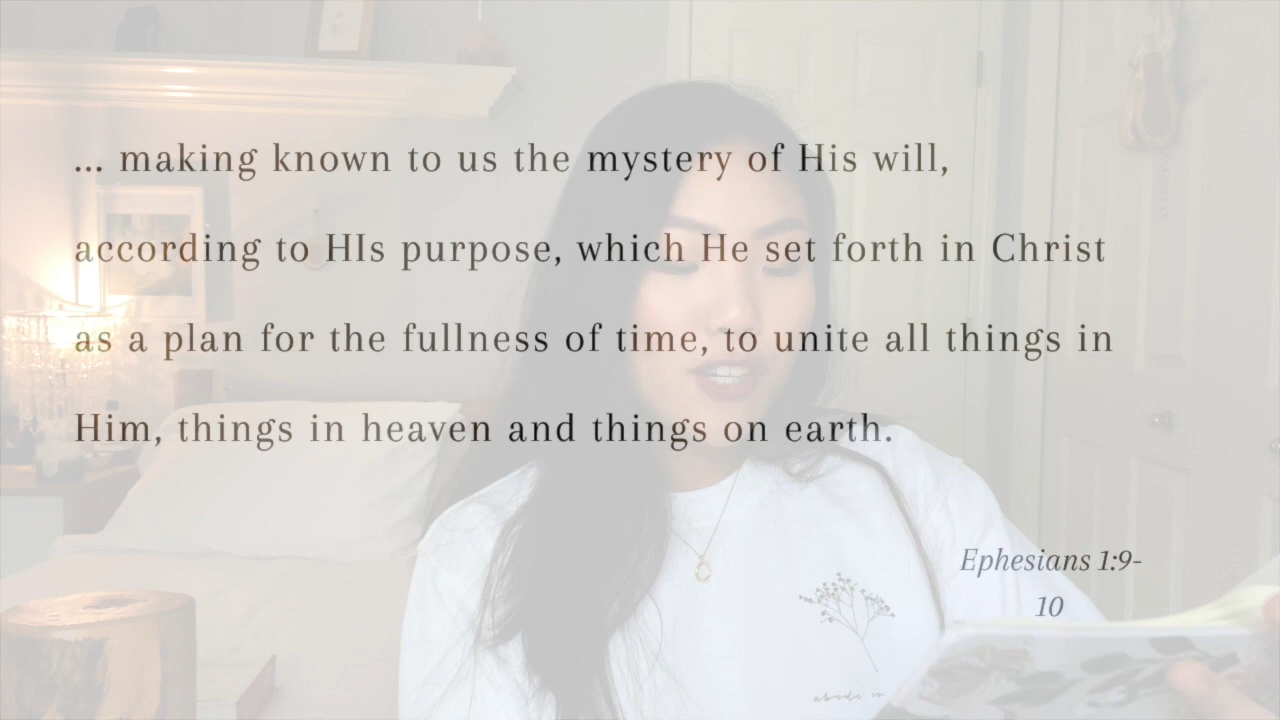 ... making known to us the mystery of His will,
according to HIs purpose, which He set forth in Christ
as a plan for the fullness of time, to unite all things in
Him, things in heaven and things on earth.
Ephesians 1:9-
10
abide in